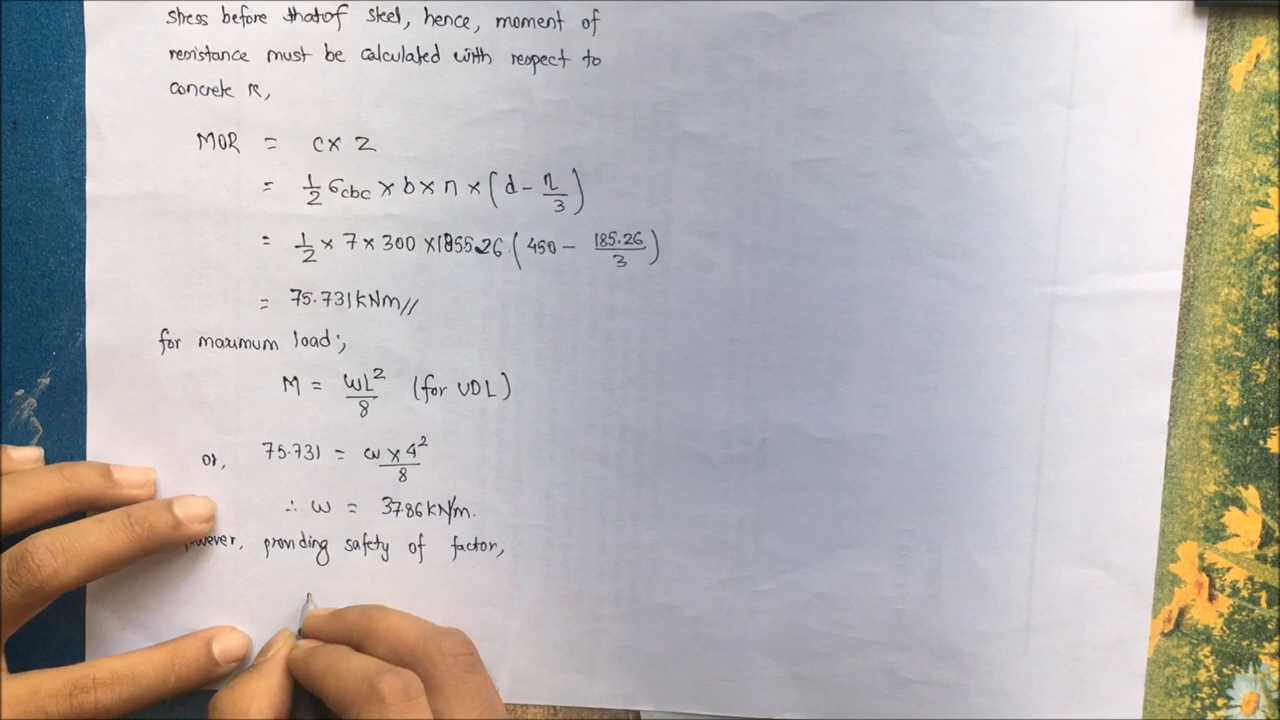 stress before that of steel, hence, moment of
resistance must be calculated with respect to
concrete
MOR = C x Z
= 1/2 σcbc x b x n x (d - n/3)
= 1/2 x 7 x 300 x 1855.26 (450 - 185.26/3)
= 75.731 kNm //
for maximum load;
M = wL²/8 (for UDL)
or, 75.731 = w x 4²/8
∴ w = 37.86 kN/m.
providing safety of factor,